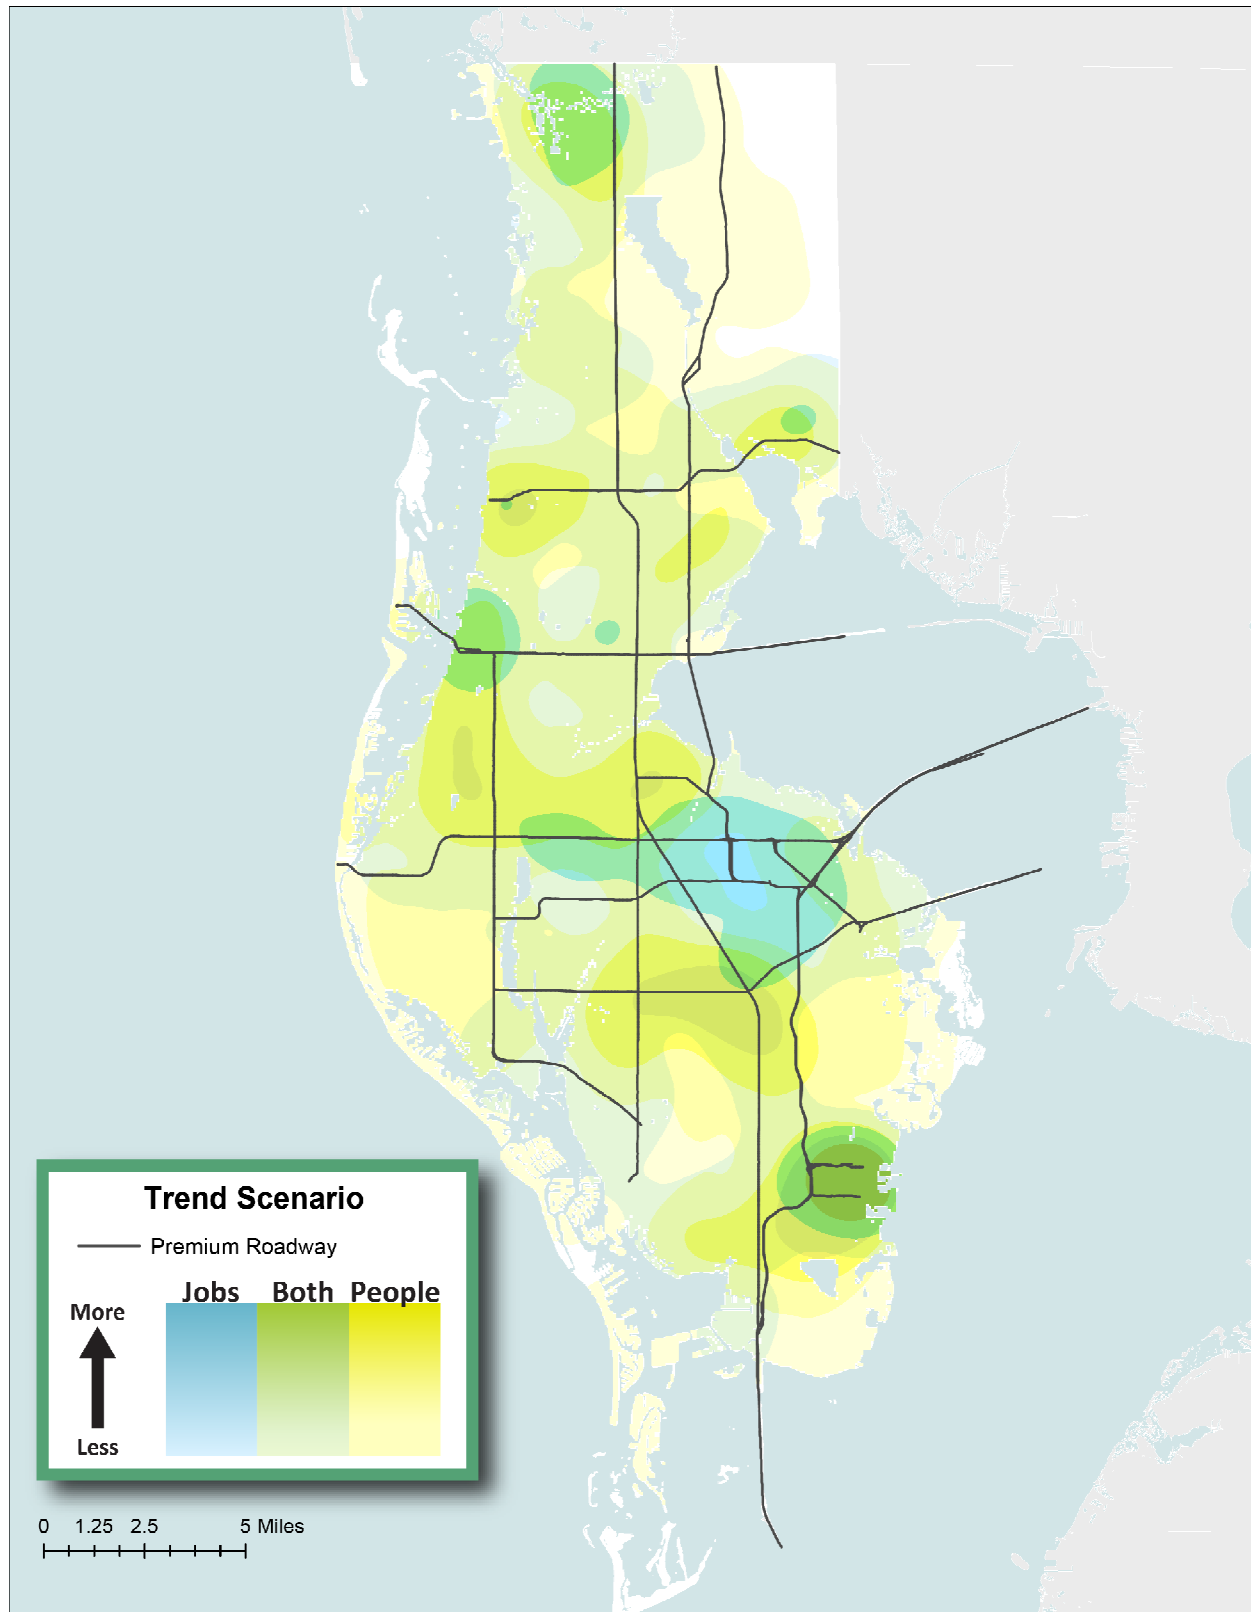 Trend Scenario
Premium Roadway
Jobs Both People
More
Less
0 1.25 2.5 5 Miles